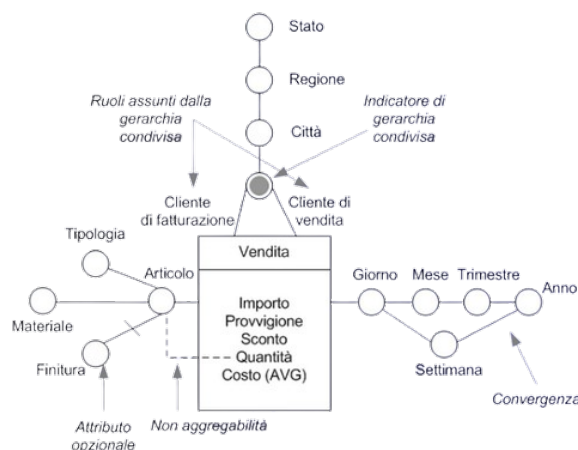 Stato
Regione
Ruoli assunti dalla
gerarchia
condivisa
Indicatore di
gerarchia
condivisa
Città
Cliente
di fatturazione
Cliente di
vendita
Tipologia
Vendita
Articolo
Giorno
Mese
Trimestre
Anno
Importo
Provvigione
Sconto
Quantità
Costo (AVG)
Materiale
Finitura
Settimana
Convergenza
Attributo
opzionale
Non aggregabilità